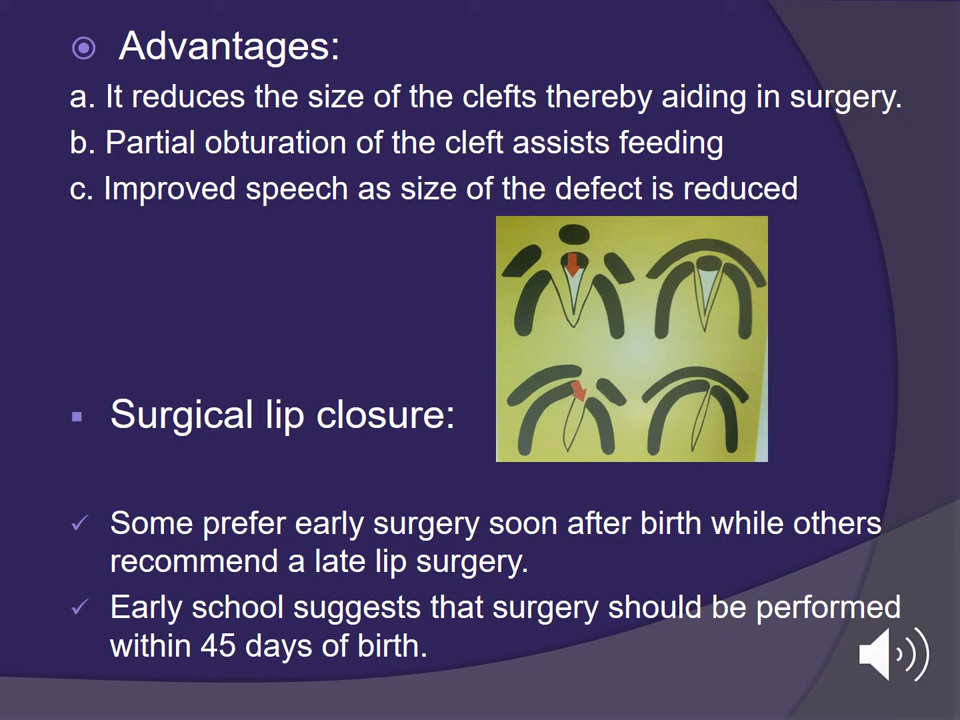 Advantages:
a. It reduces the size of the clefts thereby aiding in surgery.
b. Partial obturation of the cleft assists feeding
c. Improved speech as size of the defect is reduced
Surgical lip closure:
Some prefer early surgery soon after birth while others
recommend a late lip surgery.
Early school suggests that surgery should be performed
within 45 days of birth.